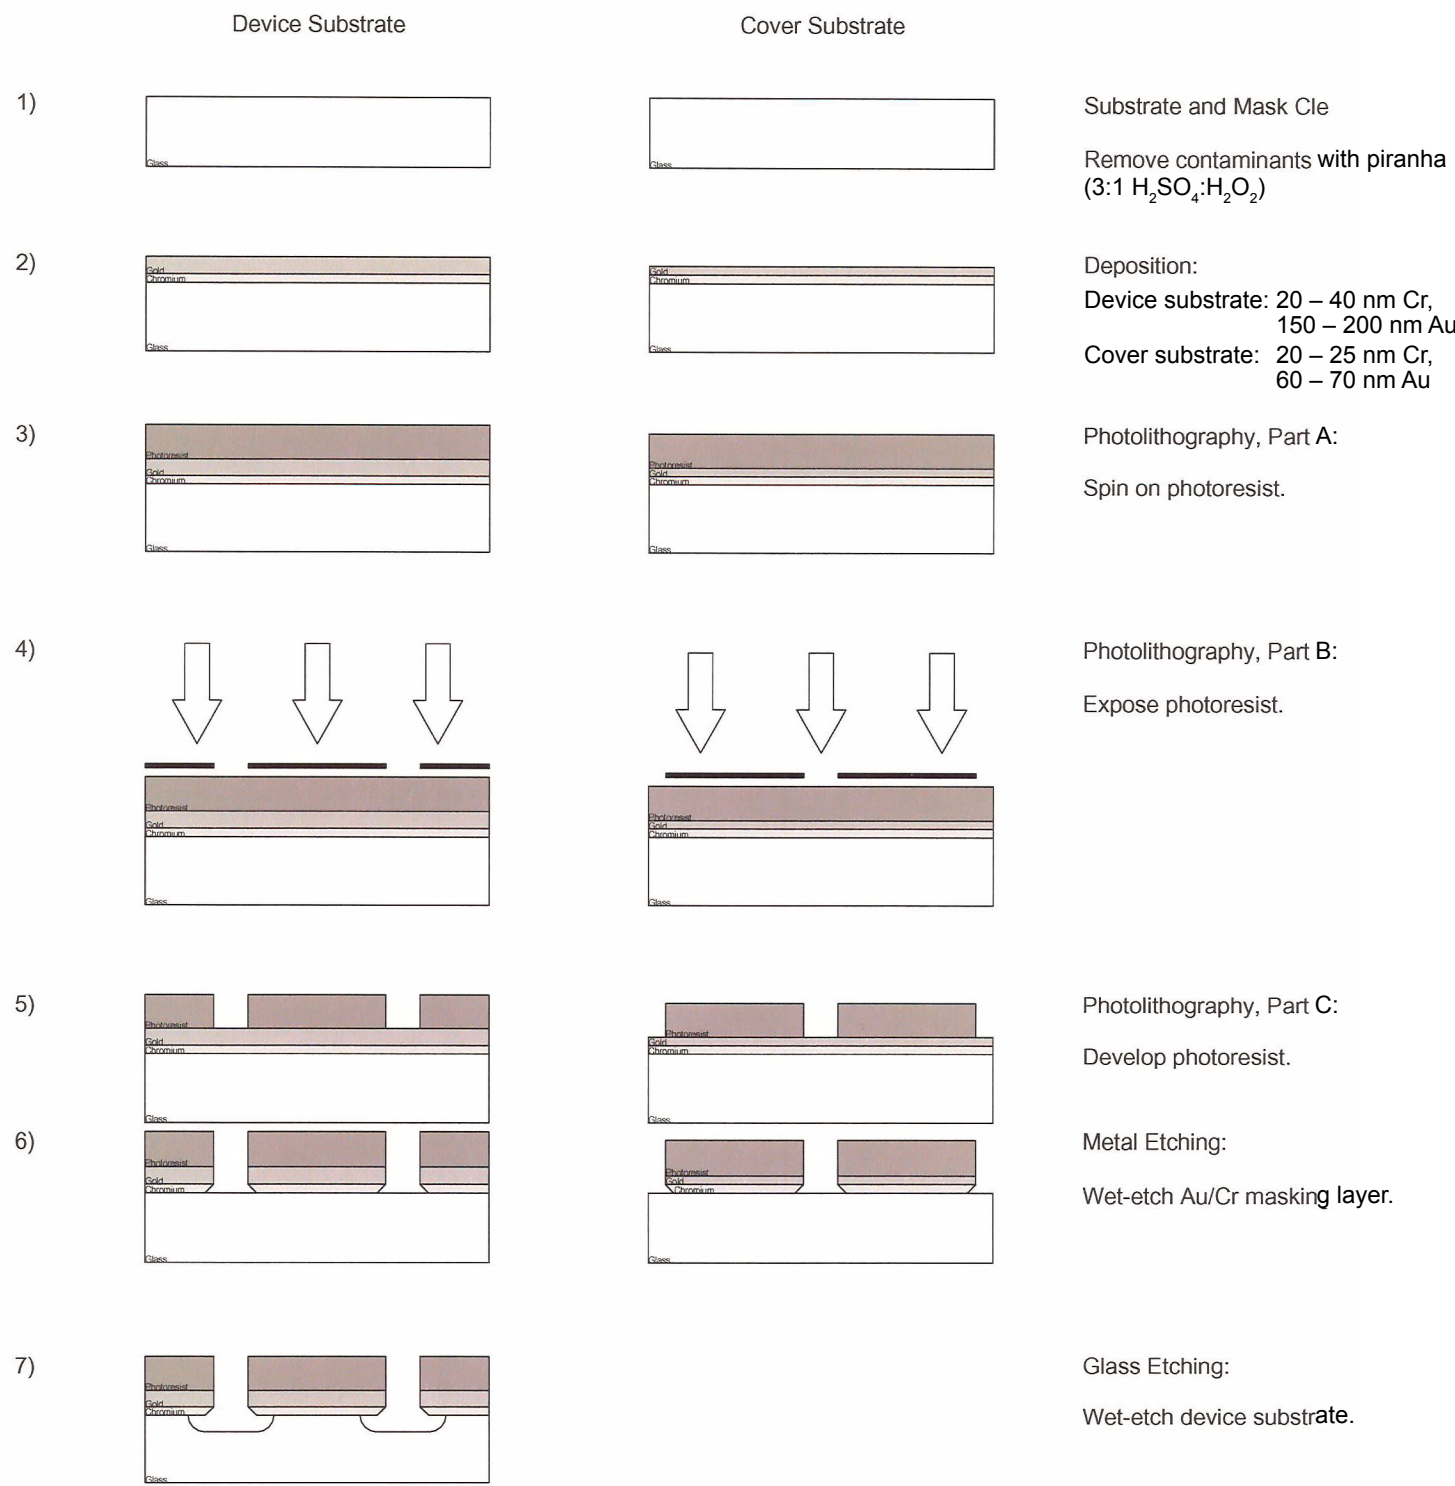 Device Substrate
Cover Substrate
1)
Glass
Glass
Substrate and Mask Cle
Remove contaminants with piranha
(3:1 H₂SO₄:H₂O₂)
2)
Gold
Chromium
Glass
Gold
Chromium
Glass
Deposition:
Device substrate: 20 – 40 nm Cr,
150 – 200 nm Au
Cover substrate: 20 – 25 nm Cr,
60 – 70 nm Au
3)
Photoresist
Gold
Chromium
Glass
Photoresist
Gold
Chromium
Glass
Photolithography, Part A:
Spin on photoresist.
4)
Photoresist
Gold
Chromium
Glass
Photoresist
Gold
Chromium
Glass
Photolithography, Part B:
Expose photoresist.
5)
Photoresist
Gold
Chromium
Glass
Photoresist
Gold
Chromium
Glass
Photolithography, Part C:
Develop photoresist.
6)
Photoresist
Gold
Chromium
Glass
Photoresist
Gold
Chromium
Glass
Metal Etching:
Wet-etch Au/Cr masking layer.
7)
Photoresist
Gold
Chromium
Glass
Glass Etching:
Wet-etch device substrate.